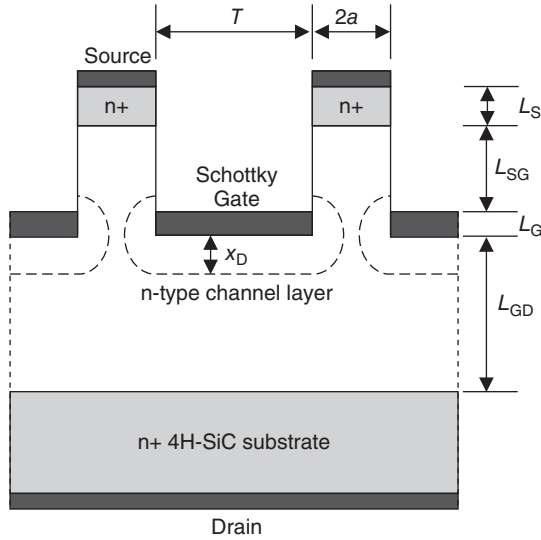 T
2a
Source
n+
n+
L_S
L_SG
Schottky
Gate
L_G
x_D
n-type channel layer
L_GD
n+ 4H-SiC substrate
Drain